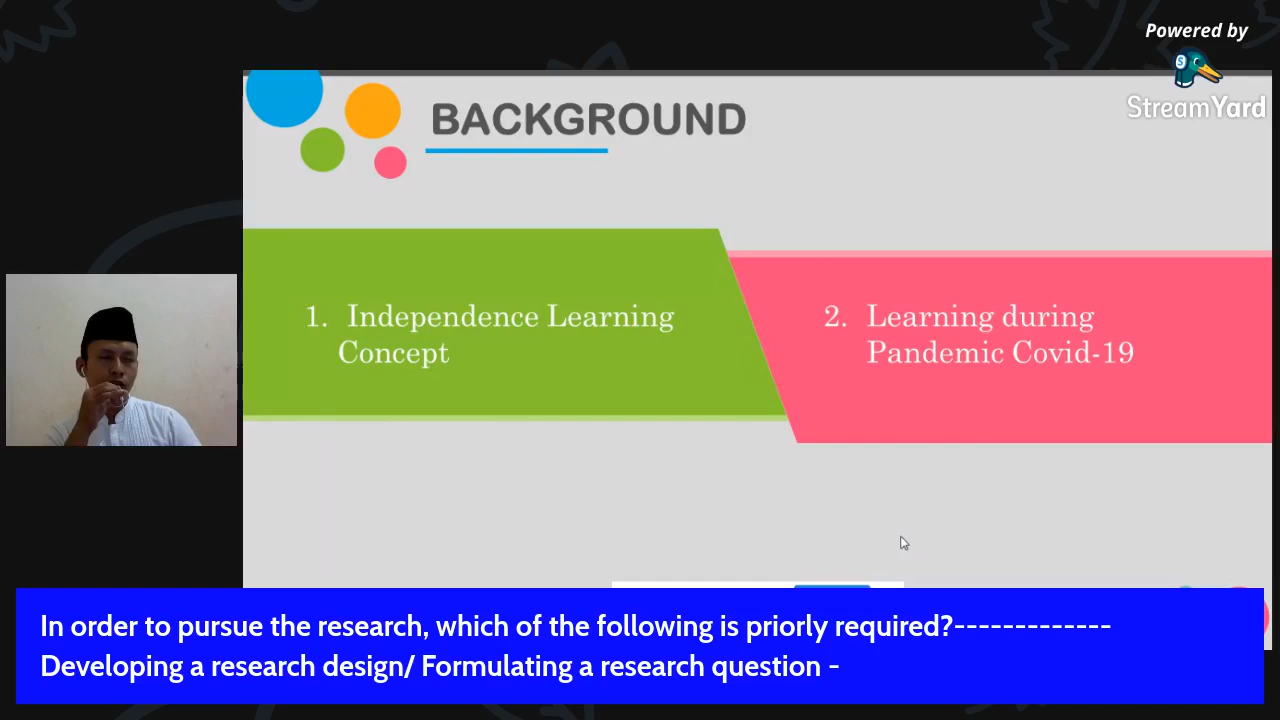 Powered by
StreamYard
BACKGROUND
1. Independence Learning
Concept
2. Learning during
Pandemic Covid-19
In order to pursue the research, which of the following is priorly required?-------------
Developing a research design/ Formulating a research question -